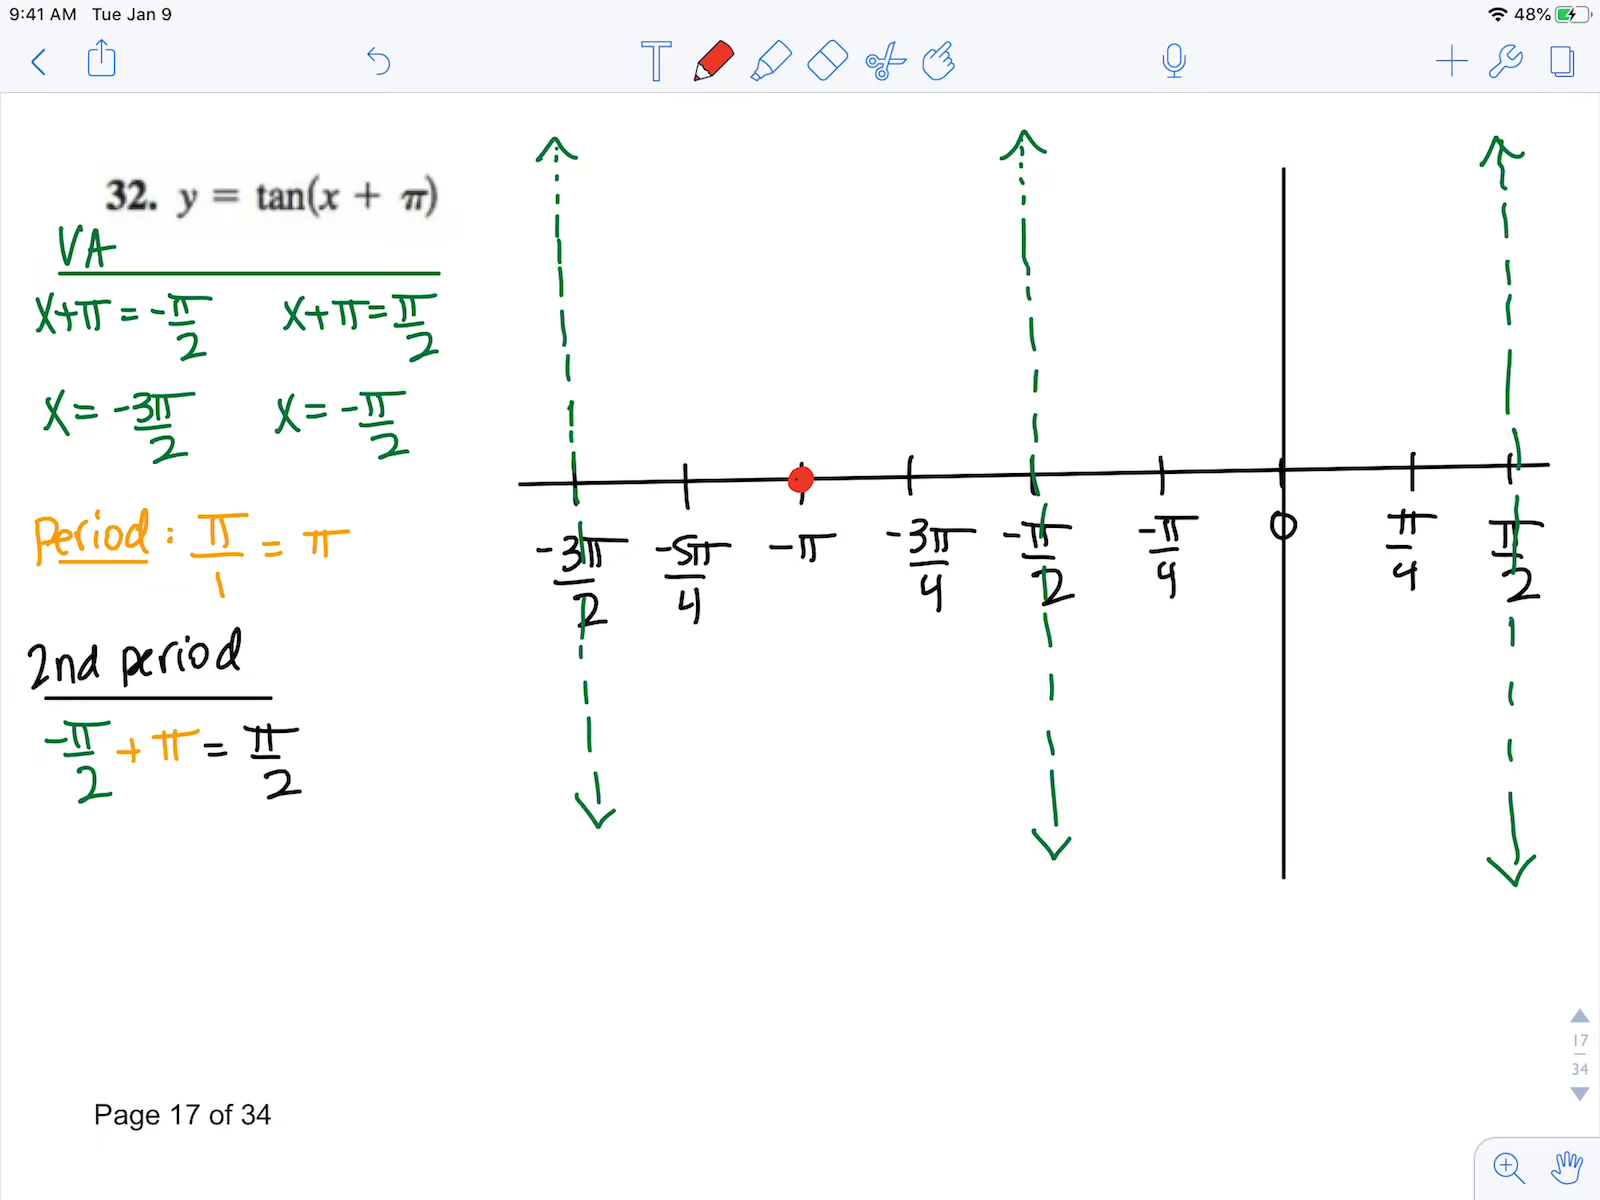 9:41 AM Tue Jan 9
48%
T
32. y = tan(x + π)
VA
x+π = -π/2 x+π = π/2
x = -3π/2 x = -π/2
Period: π/1 = π
2nd period
-π/2 + π = π/2
-3π/2 -5π/4 -π -3π/4 -π/2 -π/4 0 π/4 π/2
17
34
Page 17 of 34